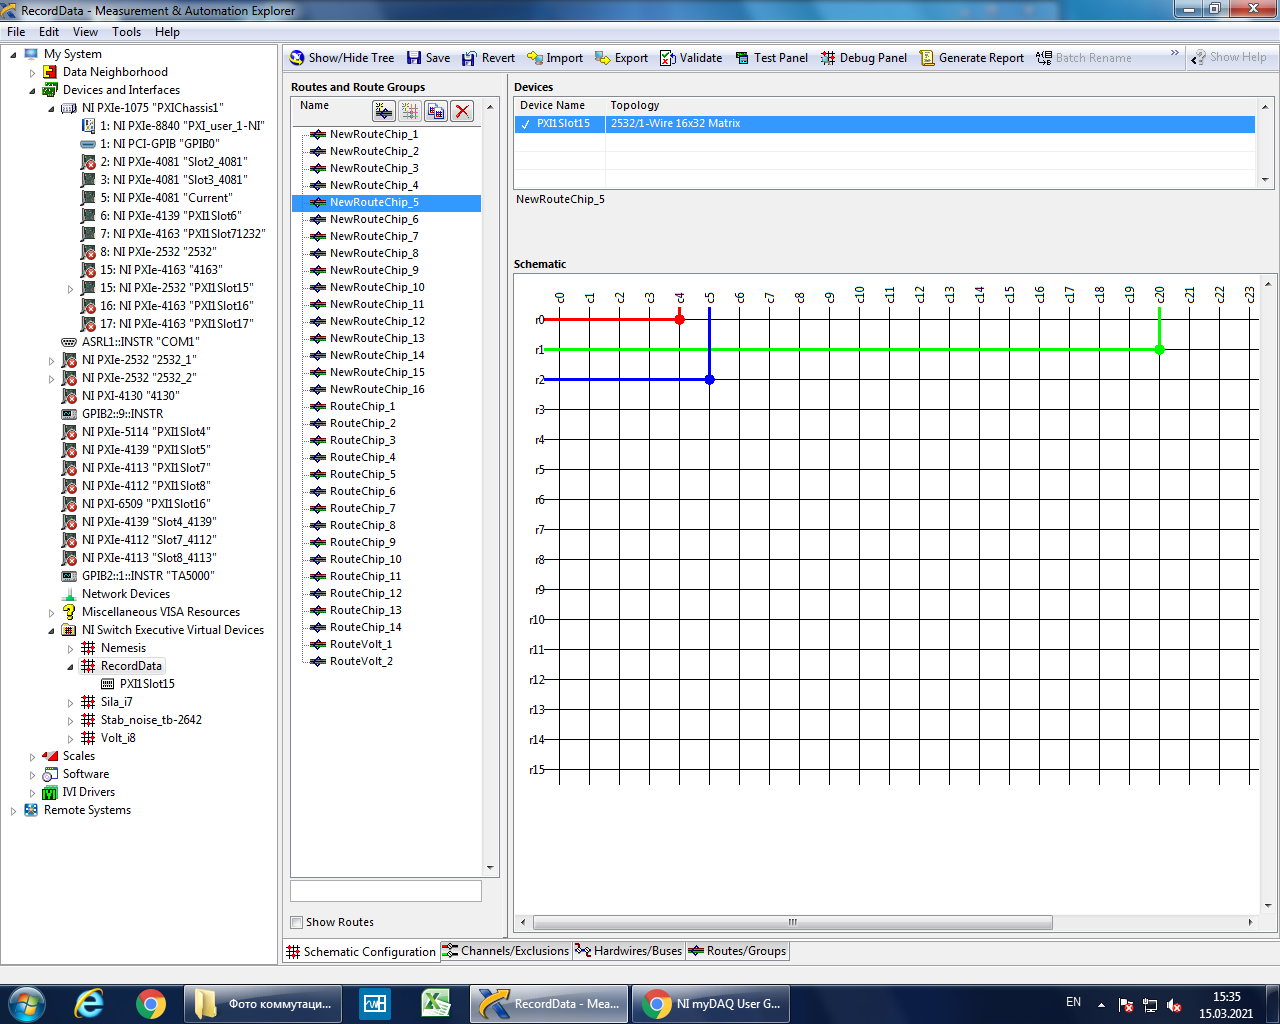 RecordData - Measurement & Automation Explorer
File Edit View Tools Help
My System
Data Neighborhood
Devices and Interfaces
NI PXIe-1075 "PXIChassis1"
1: NI PXIe-8840 "PXI_user_1-NI"
1: NI PCI-GPIB "GPIB0"
2: NI PXIe-4081 "Slot2_4081"
3: NI PXIe-4081 "Slot3_4081"
5: NI PXIe-4081 "Current"
6: NI PXIe-4139 "PXI1Slot6"
7: NI PXIe-4163 "PXI1Slot71232"
8: NI PXIe-2532 "2532"
15: NI PXIe-4163 "4163"
15: NI PXIe-2532 "PXI1Slot15"
16: NI PXIe-4163 "PXI1Slot16"
17: NI PXIe-4163 "PXI1Slot17"
ASRL1::INSTR "COM1"
NI PXIe-2532 "2532_1"
NI PXIe-2532 "2532_2"
NI PXI-4130 "4130"
GPIB2::9::INSTR
NI PXIe-5114 "PXI1Slot4"
NI PXIe-4139 "PXI1Slot5"
NI PXIe-4113 "PXI1Slot7"
NI PXIe-4112 "PXI1Slot8"
NI PXI-6509 "PXI1Slot16"
NI PXIe-4139 "Slot4_4139"
NI PXIe-4112 "Slot7_4112"
NI PXIe-4113 "Slot8_4113"
GPIB2::1::INSTR "TA5000"
Network Devices
Miscellaneous VISA Resources
NI Switch Executive Virtual Devices
Nemesis
RecordData
PXI1Slot15
Sila_i7
Stab_noise_tb-2642
Volt_i8
Scales
Software
IVI Drivers
Remote Systems
Show/Hide Tree Save Revert Import Export Validate Test Panel Debug Panel Generate Report Batch Rename » Show Help
Routes and Route Groups
Name
NewRouteChip_1
NewRouteChip_2
NewRouteChip_3
NewRouteChip_4
NewRouteChip_5
NewRouteChip_6
NewRouteChip_7
NewRouteChip_8
NewRouteChip_9
NewRouteChip_10
NewRouteChip_11
NewRouteChip_12
NewRouteChip_13
NewRouteChip_14
NewRouteChip_15
NewRouteChip_16
RouteChip_1
RouteChip_2
RouteChip_3
RouteChip_4
RouteChip_5
RouteChip_6
RouteChip_7
RouteChip_8
RouteChip_9
RouteChip_10
RouteChip_11
RouteChip_12
RouteChip_13
RouteChip_14
RouteVolt_1
RouteVolt_2
Show Routes
Devices
Device Name Topology
PXI1Slot15 2532/1-Wire 16x32 Matrix
NewRouteChip_5
Schematic
c0 c1 c2 c3 c4 c5 c6 c7 c8 c9 c10 c11 c12 c13 c14 c15 c16 c17 c18 c19 c20 c21 c22 c23
r0
r1
r2
r3
r4
r5
r6
r7
r8
r9
r10
r11
r12
r13
r14
r15
Schematic Configuration Channels/Exclusions Hardwires/Buses Routes/Groups
Фото коммутаци... RecordData - Mea... NI myDAQ User G... EN
15:35
15.03.2021